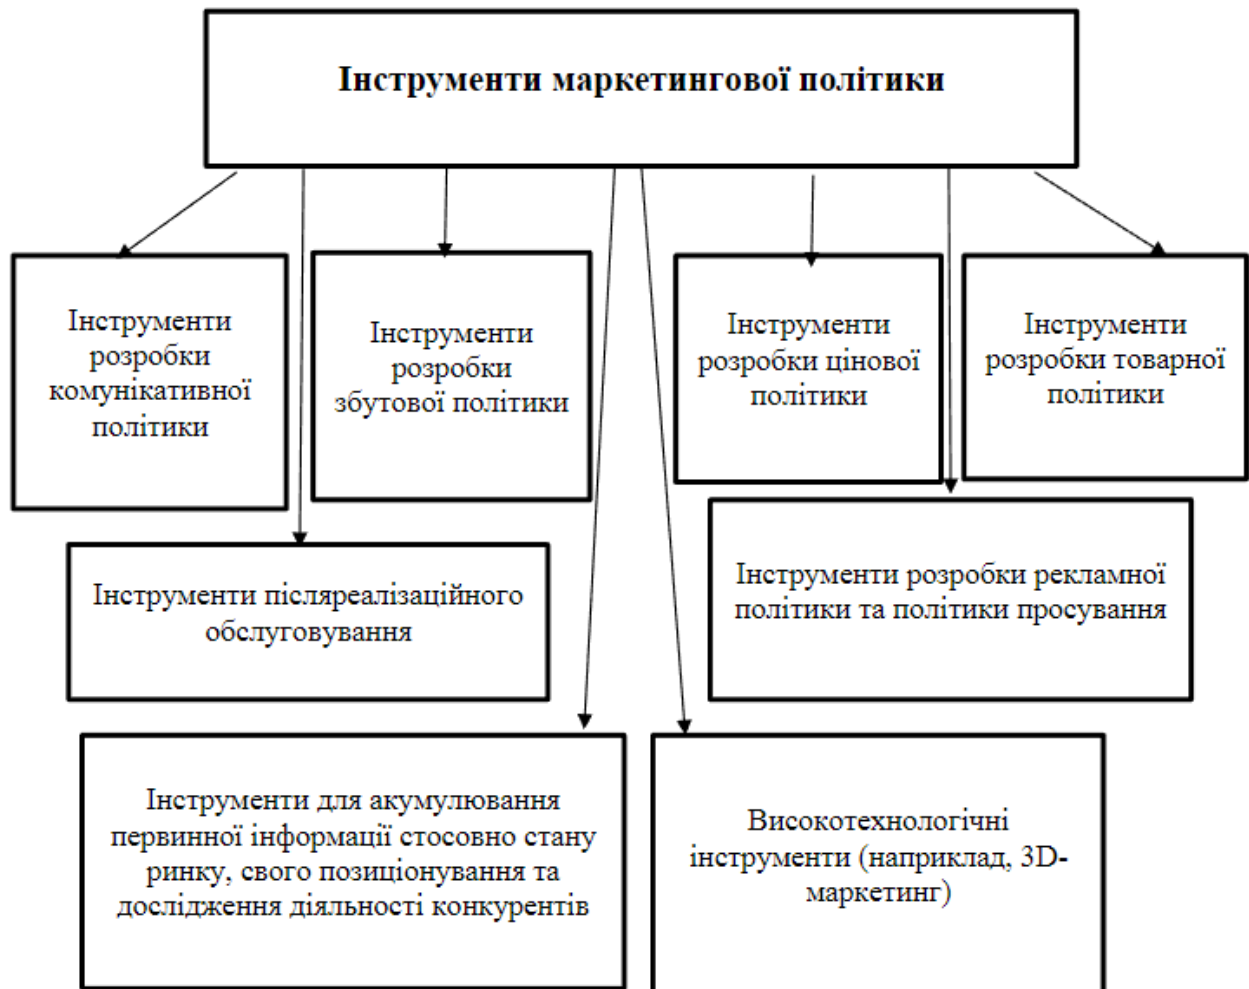 Інструменти маркетингової політики
Інструменти
розробки
комунікативної
політики
Інструменти
розробки
збутової політики
Інструменти
розробки цінової
політики
Інструменти
розробки товарної
політики
Інструменти післяреалізаційного
обслуговування
Інструменти розробки рекламної
політики та політики просування
Інструменти для акумулювання
первинної інформації стосовно стану
ринку, свого позиціонування та
дослідження діяльності конкурентів
Високотехнологічні
інструменти (наприклад, 3D-
маркетинг)